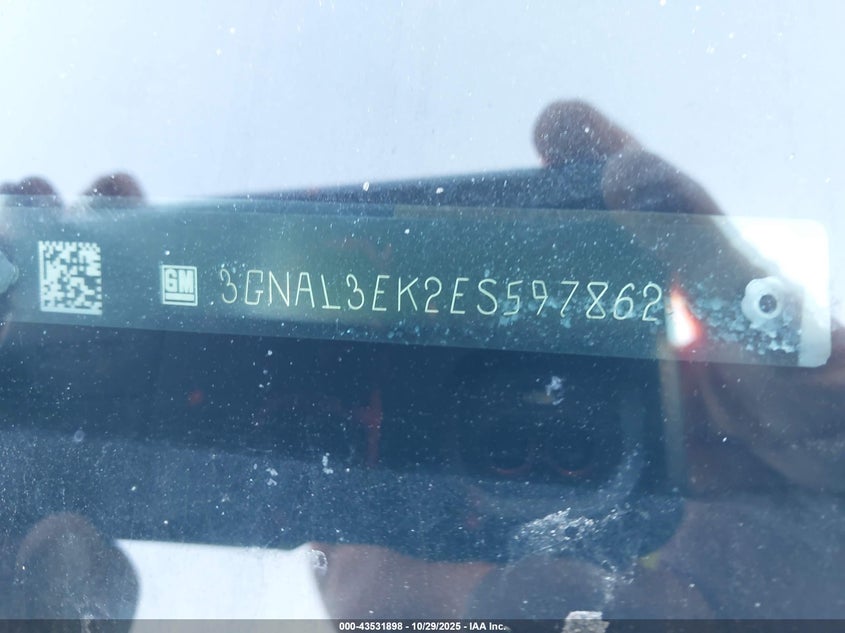 GM 3GNAL3EK2ES597862
000-43531898 - 10/29/2025 - IAA Inc.